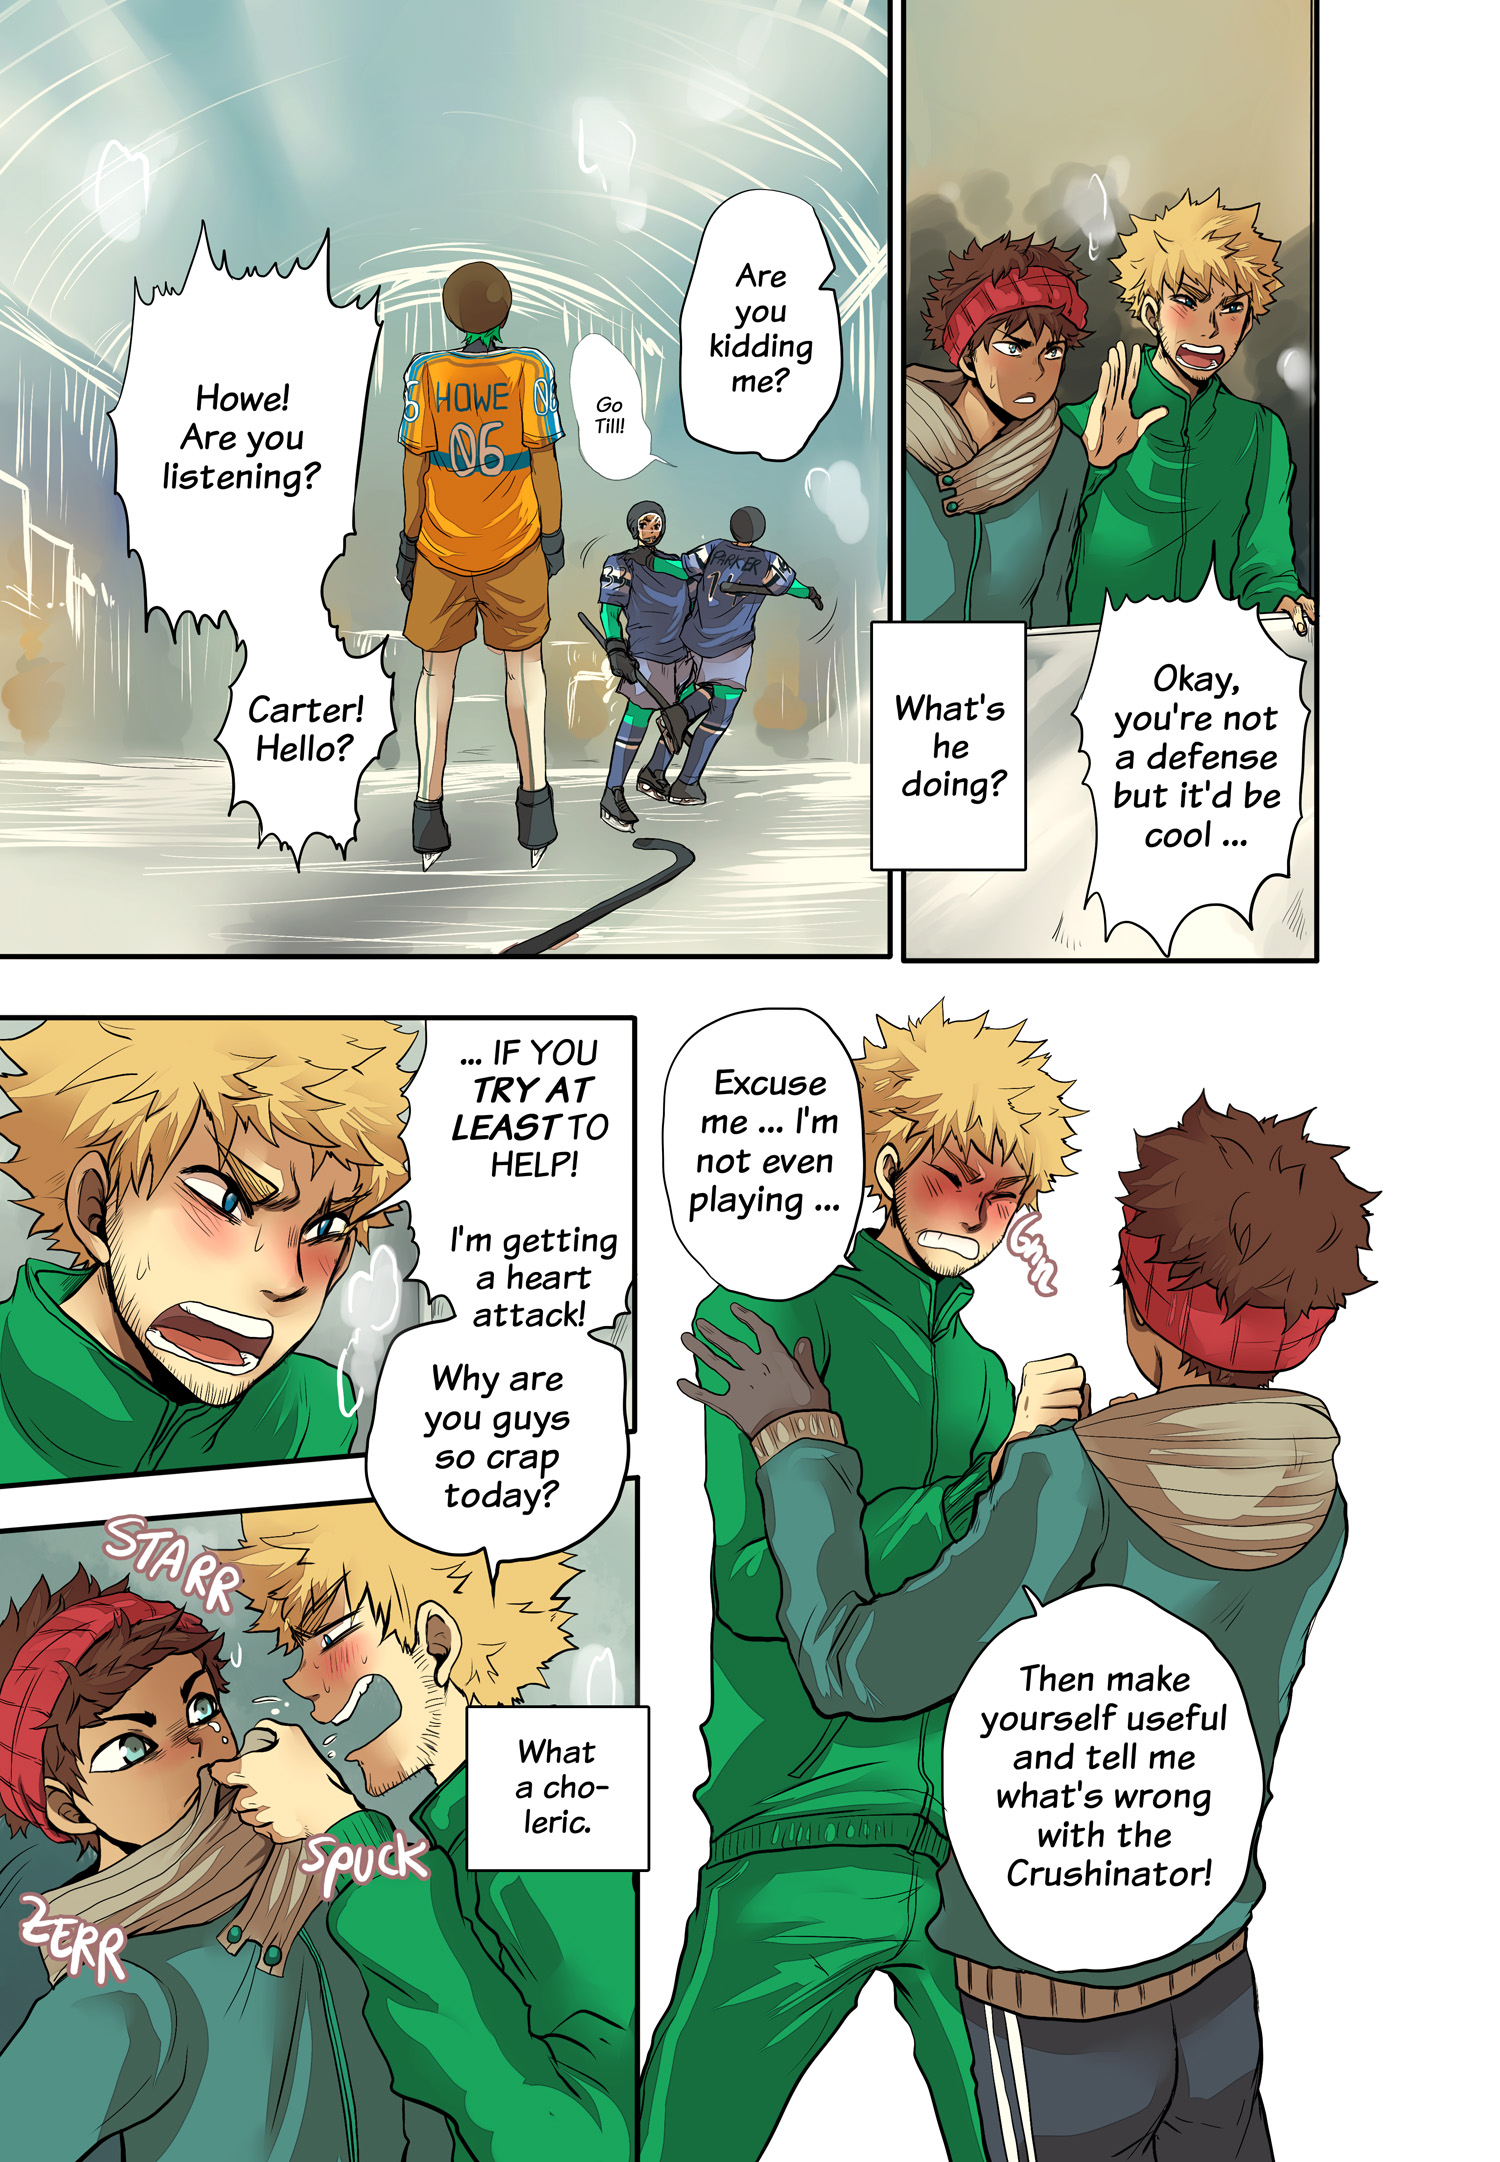 Howe!
Are you
listening?
Carter!
Hello?
HOWE
06
06
6
Go
Till!
Are
you
kidding
me?
PARKER
What's
he
doing?
Okay,
you're not
a defense
but it'd be
cool ...
... IF YOU
TRY AT
LEAST TO
HELP!
I'm getting
a heart
attack!
Why are
you guys
so crap
today?
STARR
SPUCK
ZERR
What
a cho-
leric.
Excuse
me ... I'm
not even
playing ...
Then make
yourself useful
and tell me
what's wrong
with the
Crushinator!